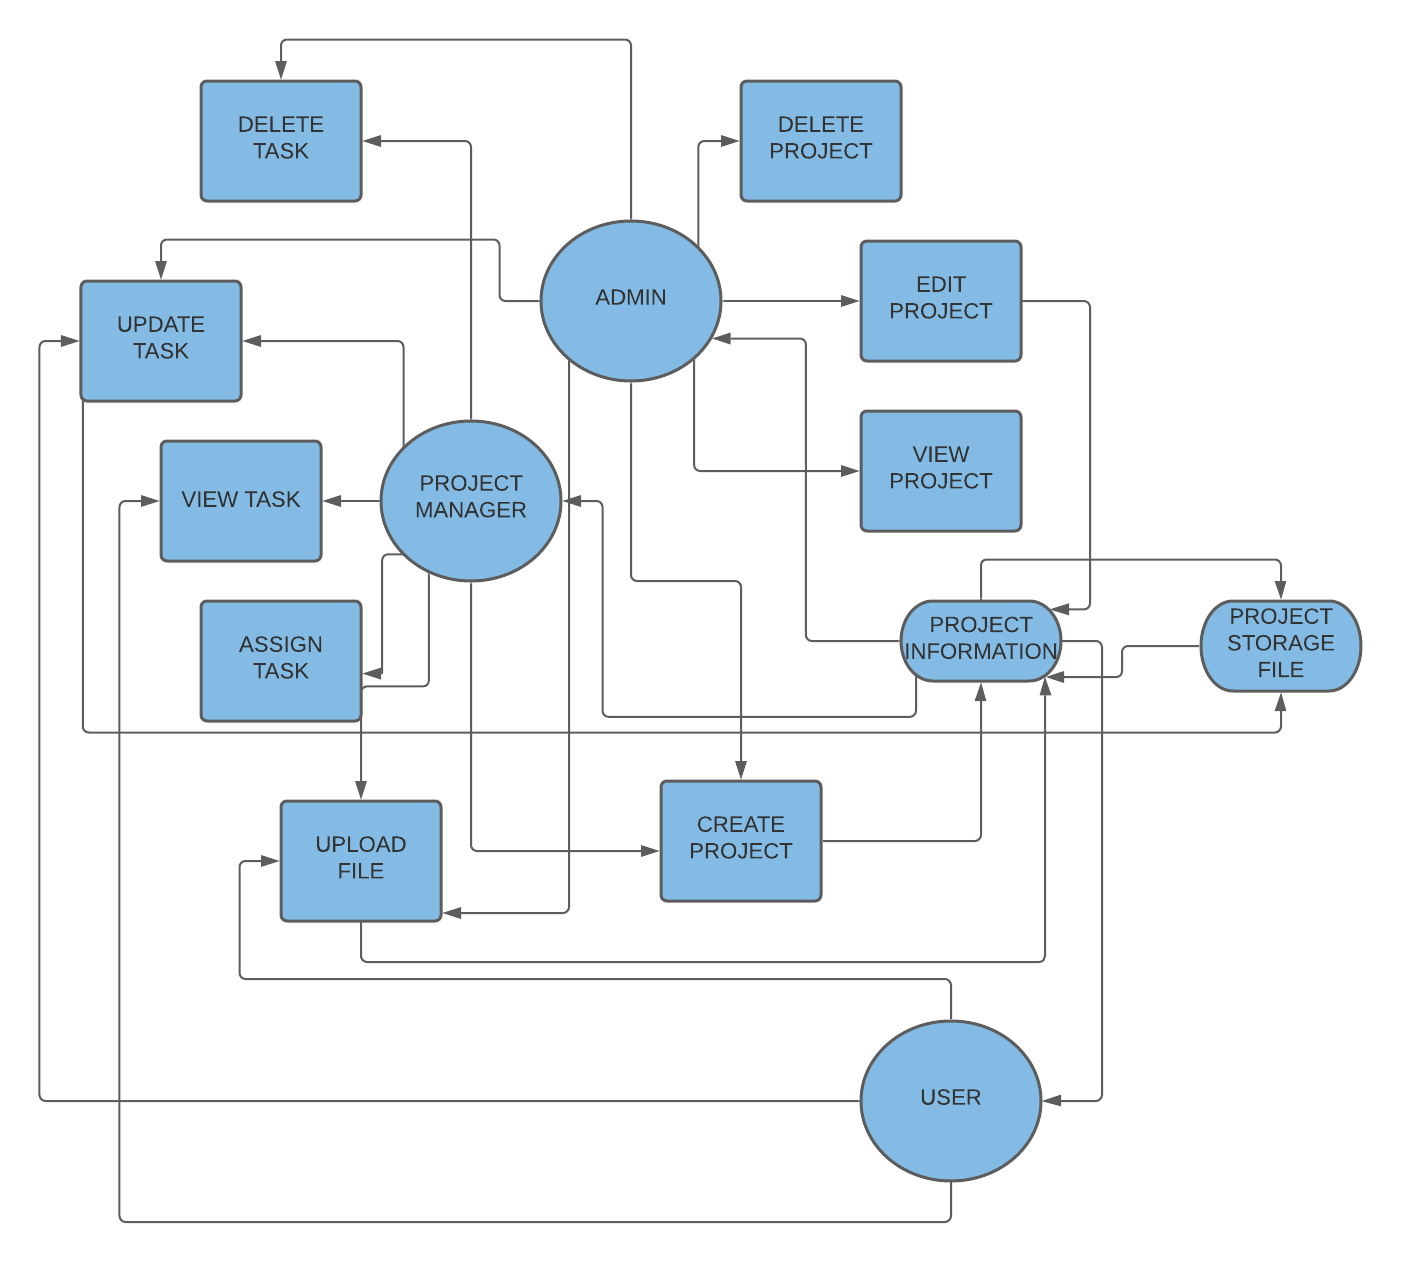 DELETE
TASK
DELETE
PROJECT
ADMIN
EDIT
PROJECT
UPDATE
TASK
VIEW
PROJECT
PROJECT
MANAGER
VIEW TASK
ASSIGN
TASK
PROJECT
INFORMATION
PROJECT
STORAGE
FILE
CREATE
PROJECT
UPLOAD
FILE
USER